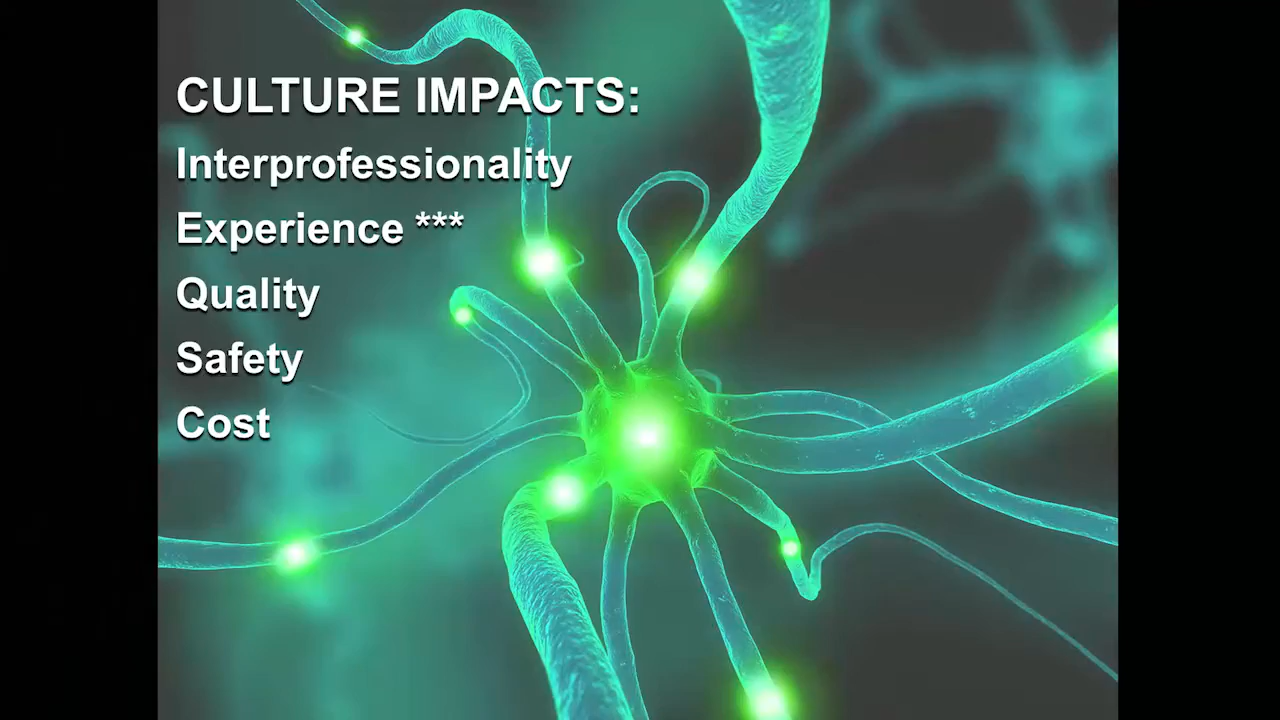 CULTURE IMPACTS:
Interprofessionality
Experience ***
Quality
Safety
Cost